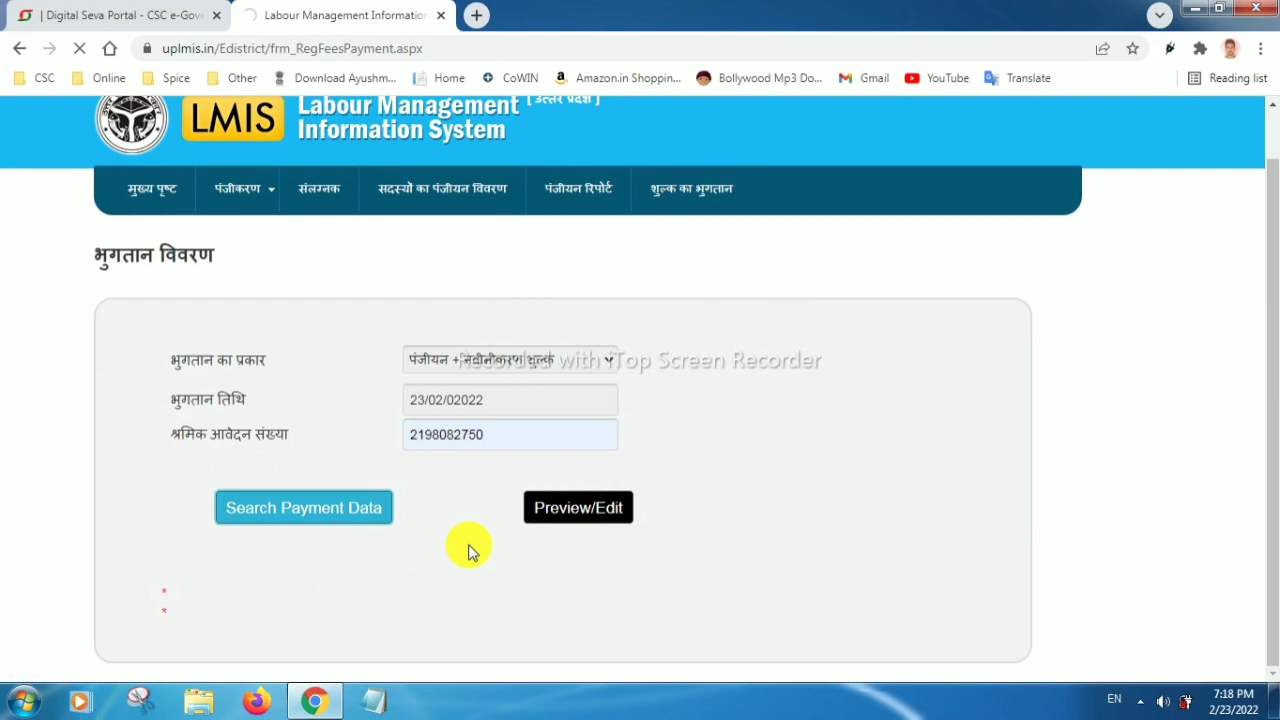 | Digital Seva Portal - CSC e-Gov
Labour Management Informatio
uplmis.in/Edistrict/frm_RegFeesPayment.aspx
CSC
Online
Spice
Other
Download Ayushm...
Home
CoWIN
Amazon.in Shoppin...
Bollywood Mp3 Do...
Gmail
YouTube
Translate
Reading list
LMIS
Labour Management [ उत्तर प्रदेश ]
Information System
मुख्य पृष्ट
पंजीकरण
संलग्नक
सदस्यों का पंजीयन विवरण
पंजीयन रिपोर्ट
शुल्क का भुगतान
भुगतान विवरण
भुगतान का प्रकार
पंजीयन + नवीनीकरण शुल्क
Recorded with iTop Screen Recorder
भुगतान तिथि
23/02/02022
श्रमिक आवेदन संख्या
2198082750
Search Payment Data
Preview/Edit
*
*
EN
7:18 PM
2/23/2022